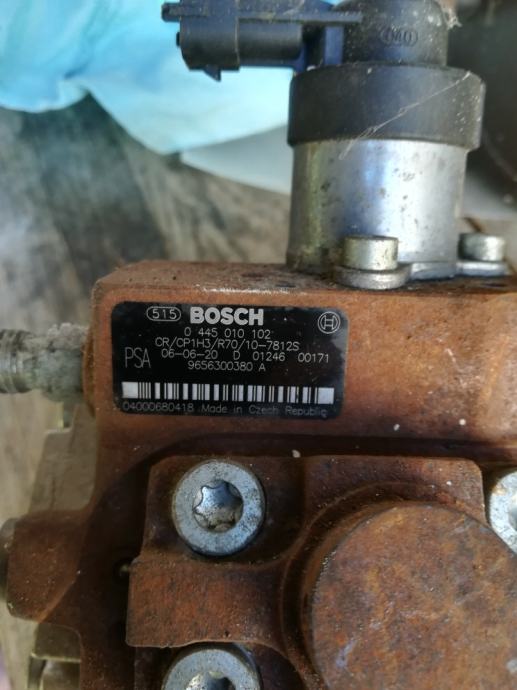 040
515 BOSCH
0 445 010 102
CR/CP1H3/R70/10-7812S
PSA 06-06-20 D 01246 00171
9656300380 A
04000680418 Made in Czech Republic